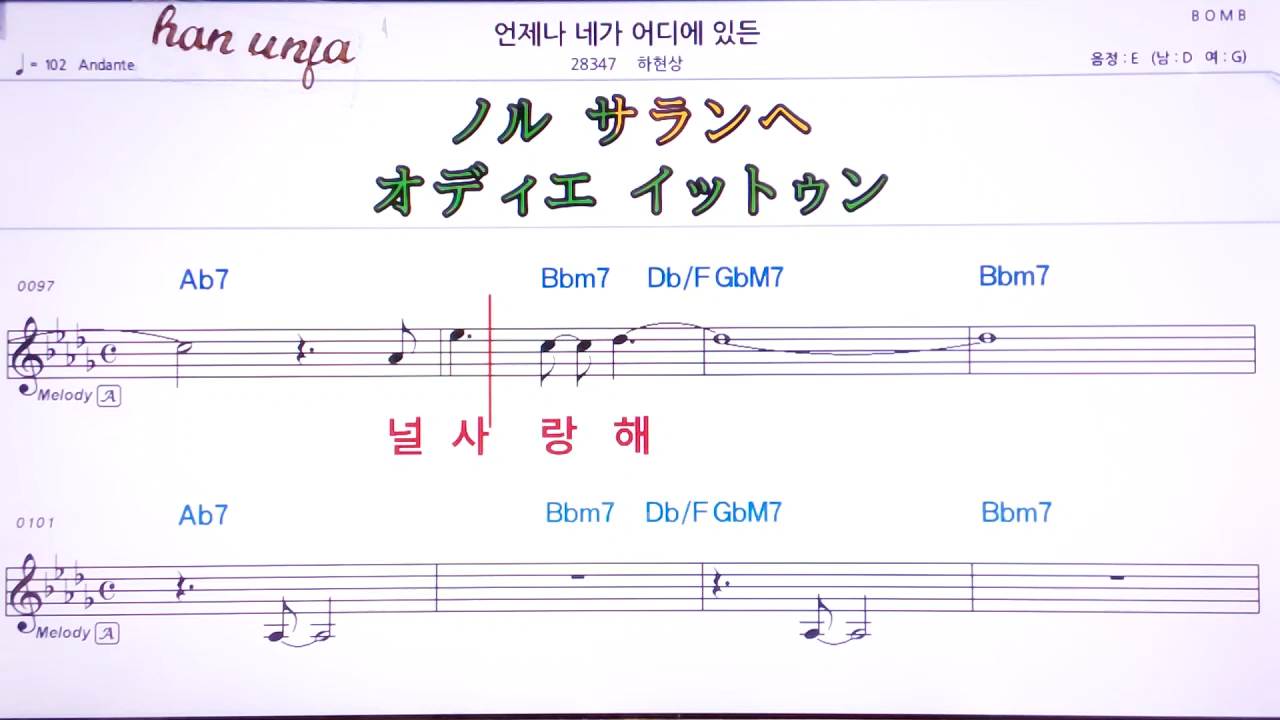 BOMB
han unja
언제나 네가 어디에 있든
♩= 102 Andante
28347 하현상
음정 : E (남 : D 여 : G)
ノル サランヘ
オディエ イットゥン
0097 Ab7 Bbm7 Db/F GbM7 Bbm7
Melody A
널 사 랑 해
0101 Ab7 Bbm7 Db/F GbM7 Bbm7
Melody A